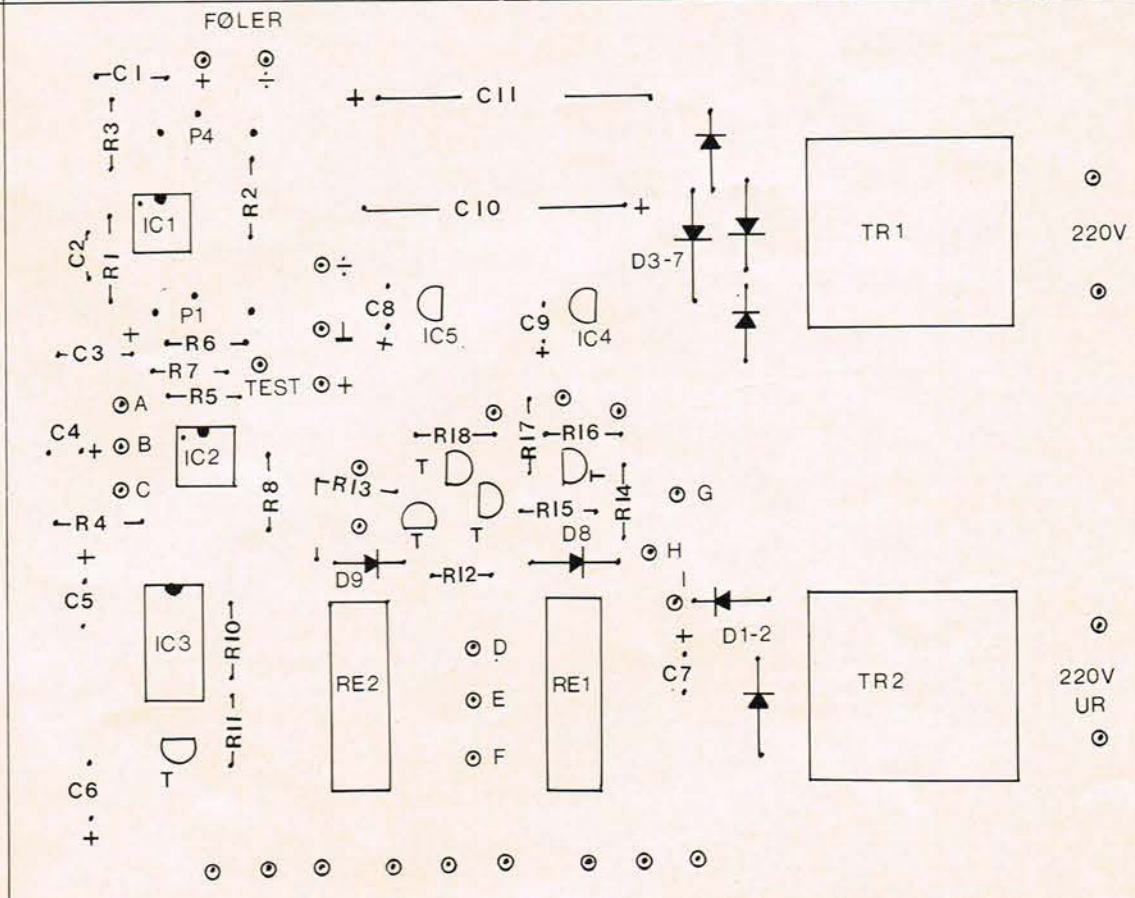 FØLER
C1 + ÷
+ C11
R3
P4
R2
C10 +
IC1
TR1
220V
C2
R1
D3-7
÷
P1
C8
+
IC5
C9
+
IC4
+
R6
⊥
C3
R7
TEST
+
R5
A
C4 +
B
IC2
R18
R17
R16
T
T
C
R8
R13
R14
G
R15
R4
T
T
D8
H
+
D9
R12
C5
-
D1-2
IC3
R10
RE2
D
RE1
+
C7
TR2
220V
UR
E
R11
F
T
C6
+